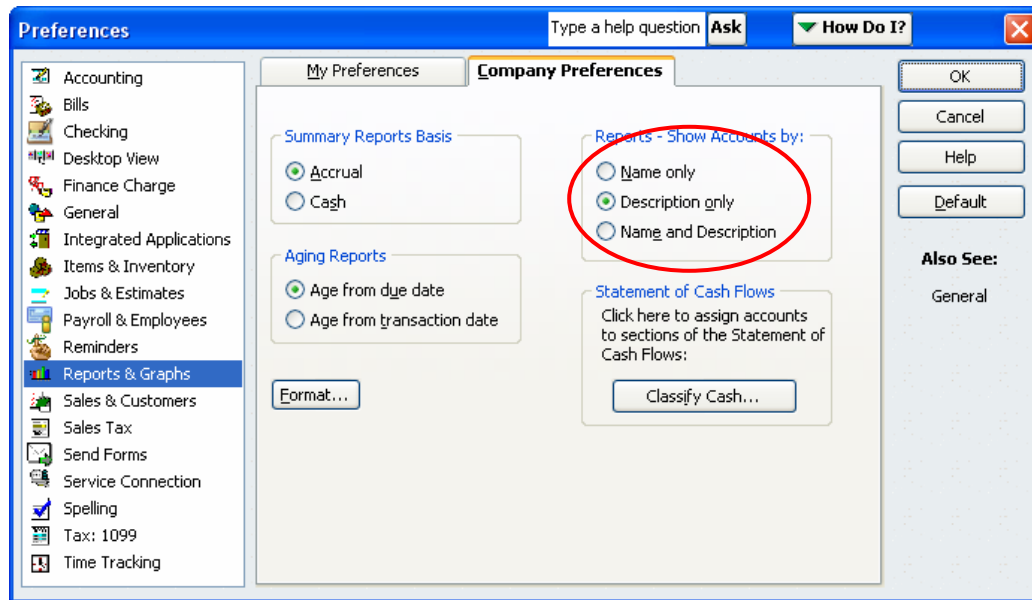 Preferences
Type a help question Ask
How Do I?
Accounting
Bills
Checking
Desktop View
Finance Charge
General
Integrated Applications
Items & Inventory
Jobs & Estimates
Payroll & Employees
Reminders
Reports & Graphs
Sales & Customers
Sales Tax
Send Forms
Service Connection
Spelling
Tax: 1099
Time Tracking
My Preferences
Company Preferences
Summary Reports Basis
Accrual
Cash
Aging Reports
Age from due date
Age from transaction date
Format...
Reports - Show Accounts by:
Name only
Description only
Name and Description
Statement of Cash Flows
Click here to assign accounts
to sections of the Statement of
Cash Flows:
Classify Cash...
OK
Cancel
Help
Default
Also See:
General